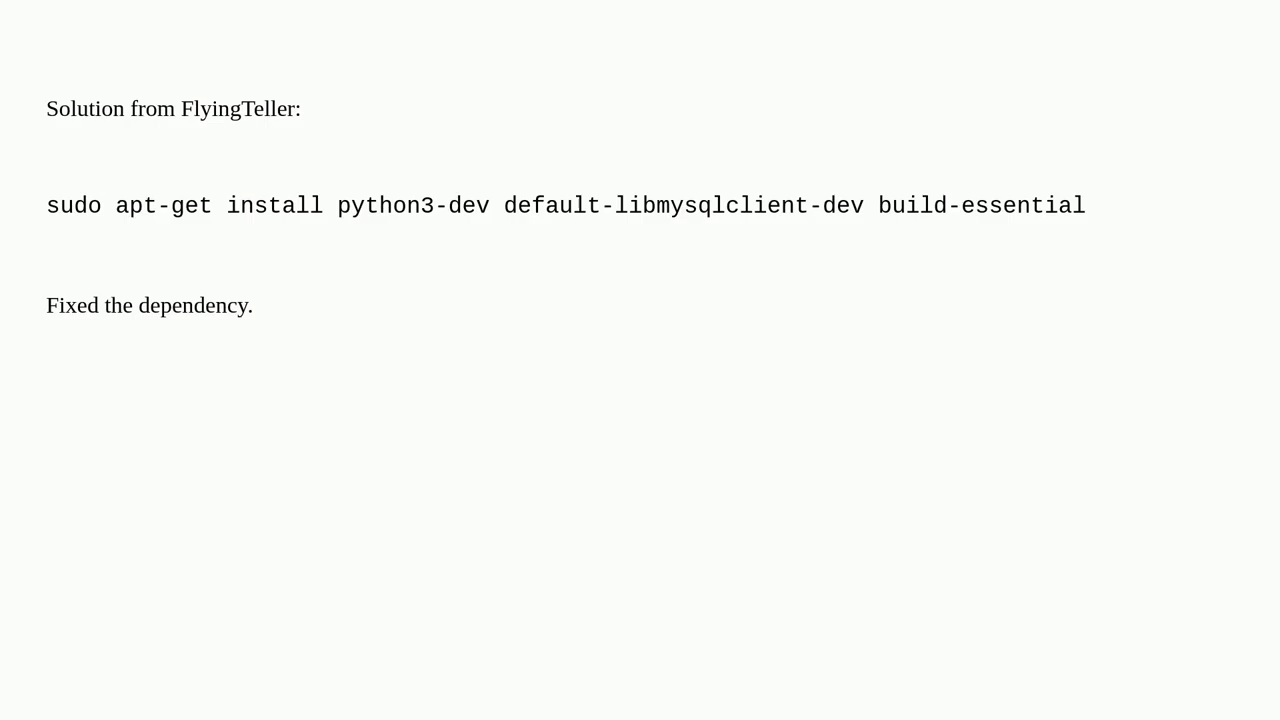 Solution from FlyingTeller:
sudo apt-get install python3-dev default-libmysqlclient-dev build-essential
Fixed the dependency.